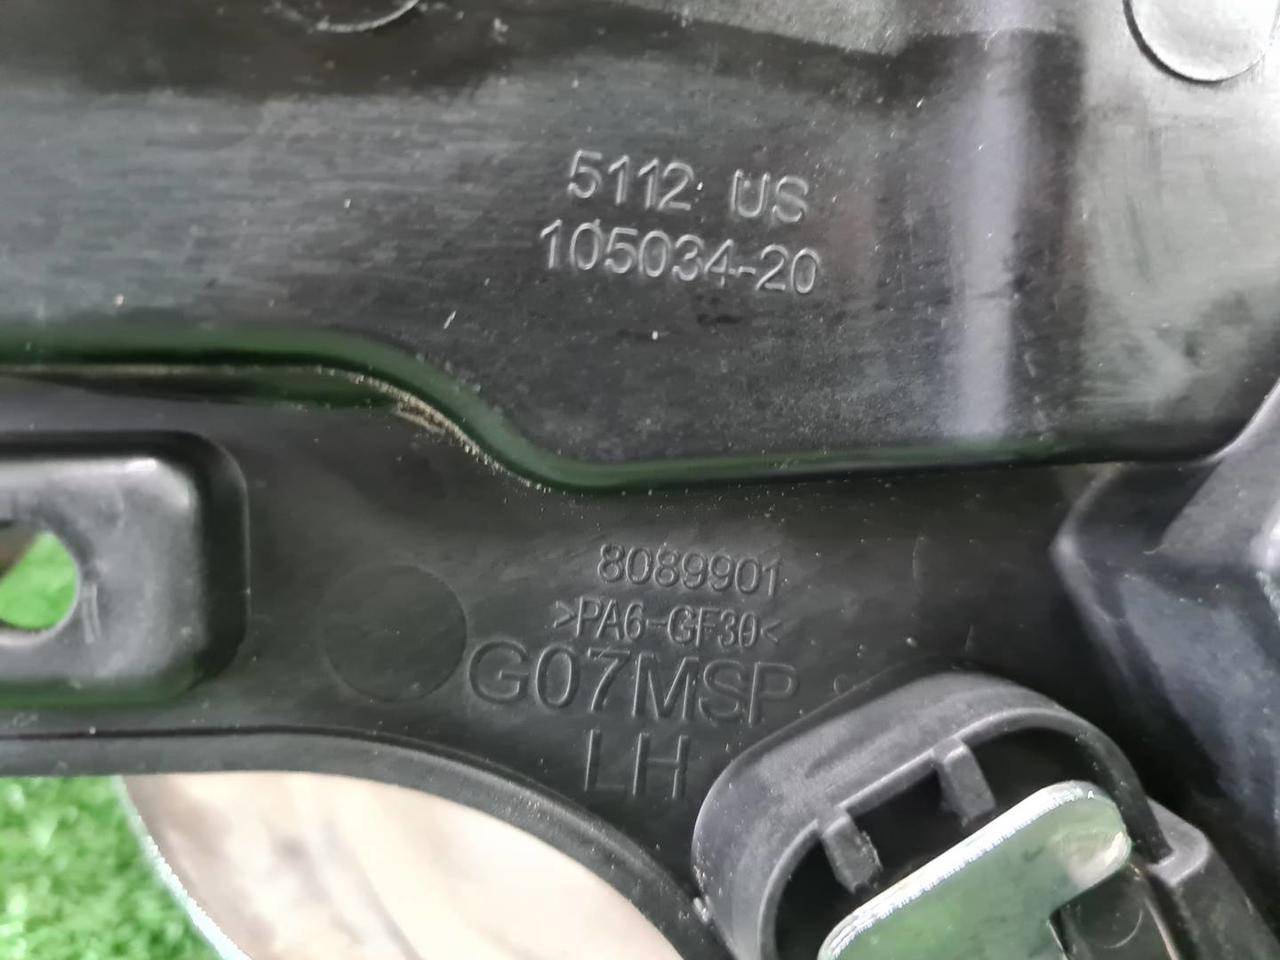 5112 US
105034-20
8089901
>PA6-GF30<
G07MSP
LH